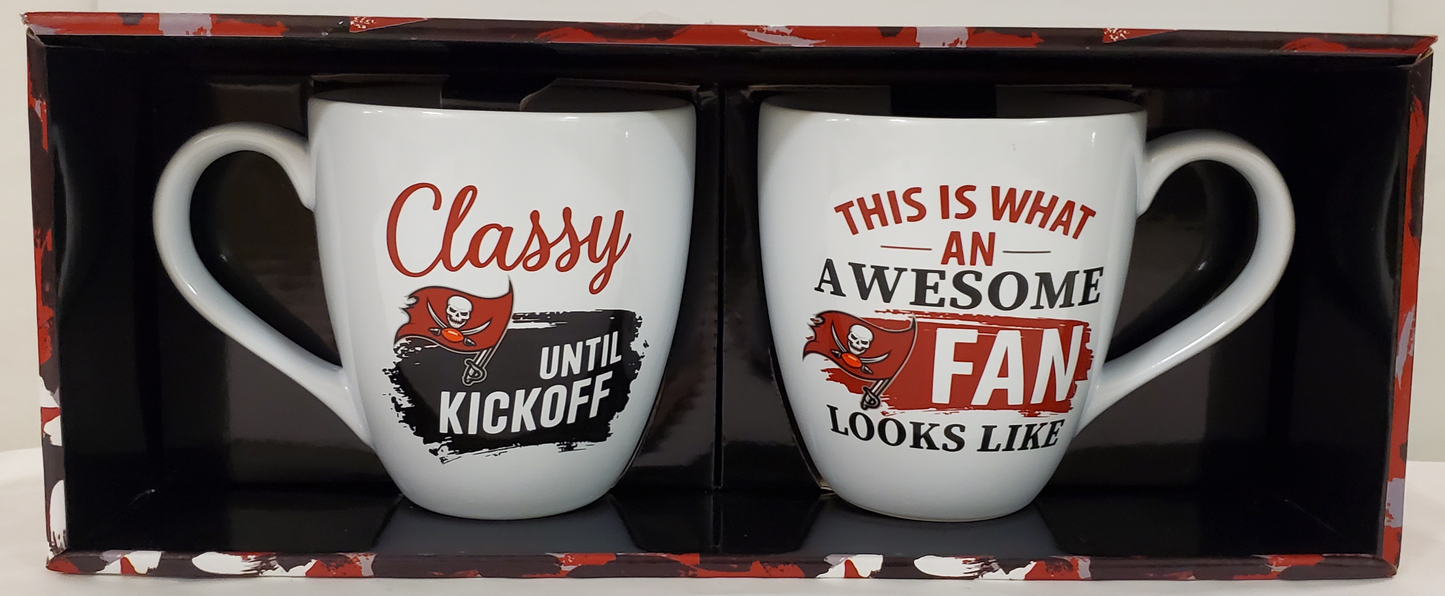 Classy
UNTIL
KICKOFF
THIS IS WHAT
AN
AWESOME
FAN
LOOKS LIKE